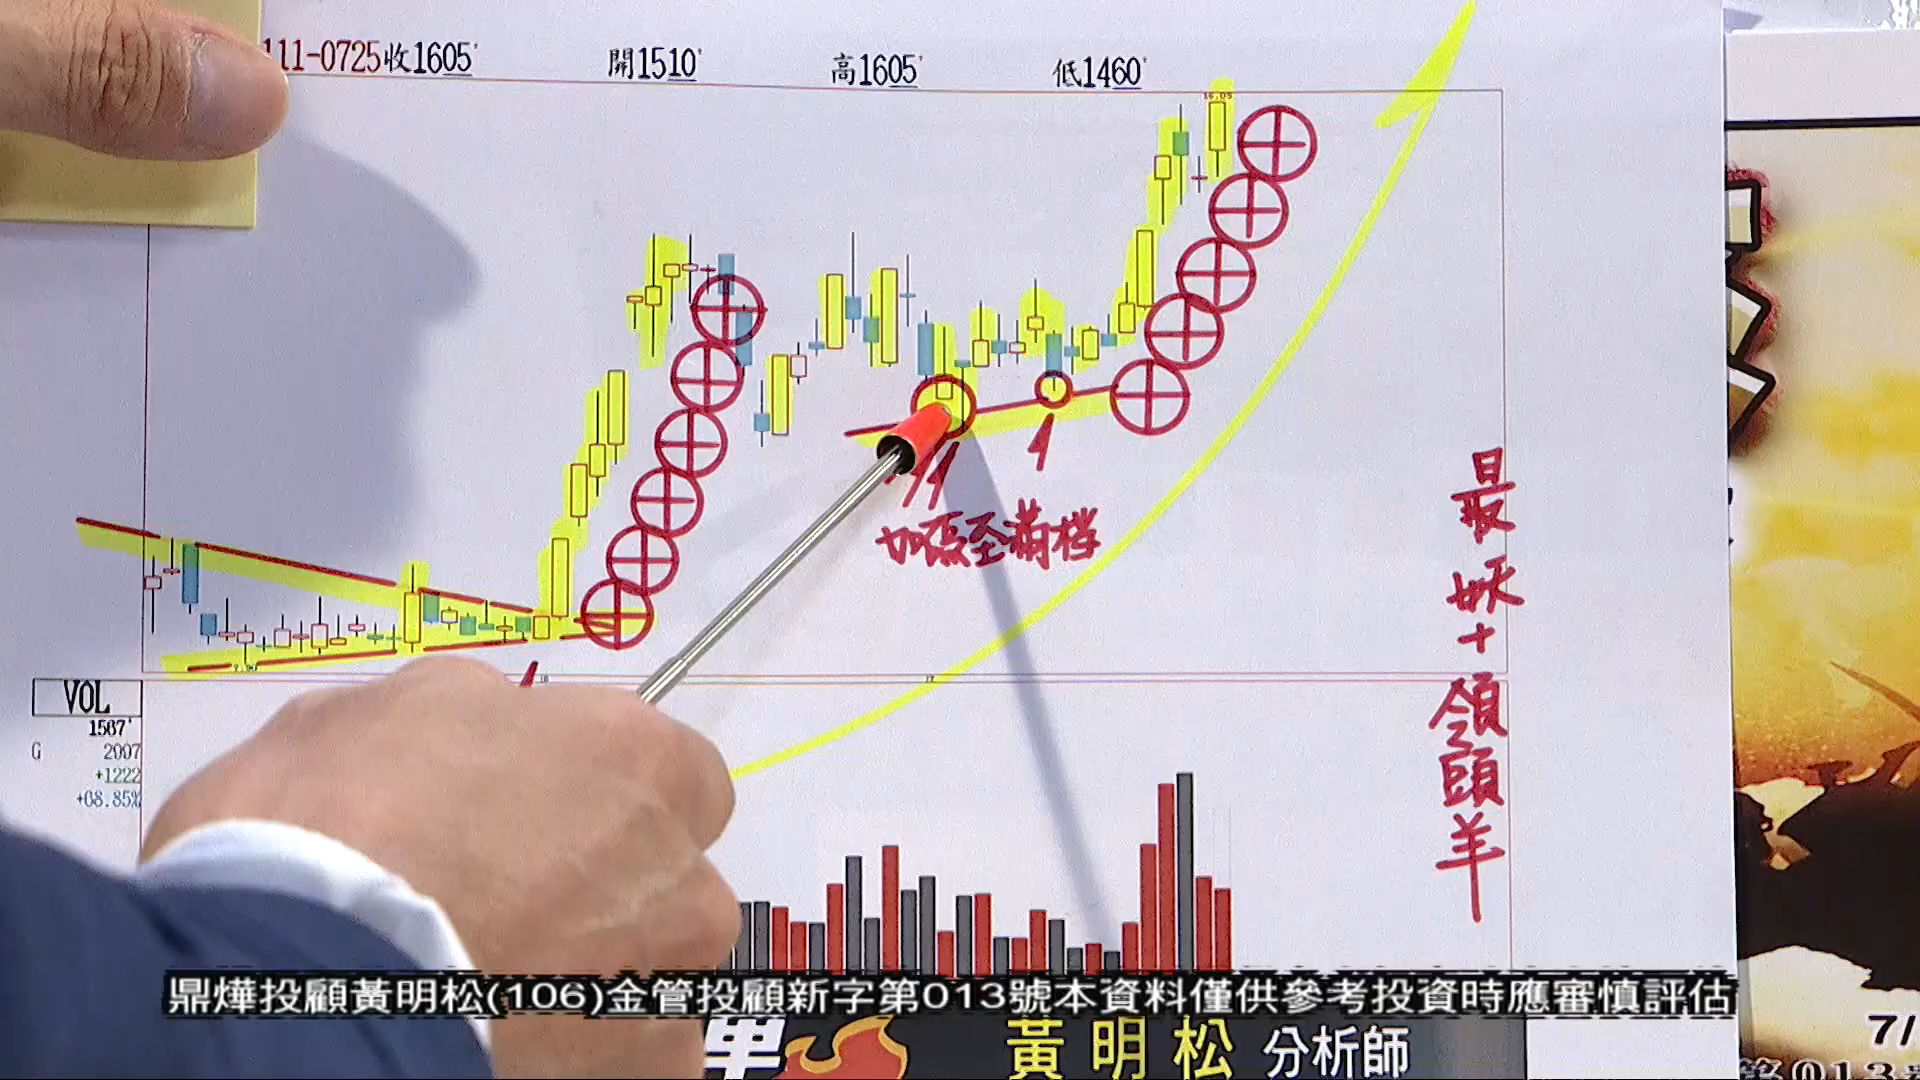 111-0725收1605'
開1510'
高1605'
低1460'
16.05
加碼至滿檔
最妖+領頭羊
VOL
1567'
G 2007
+1222
+08.85%
12
鼎燁投顧黃明松(106)金管投顧新字第013號本資料僅供參考投資時應審慎評估
黃明松 分析師
7/